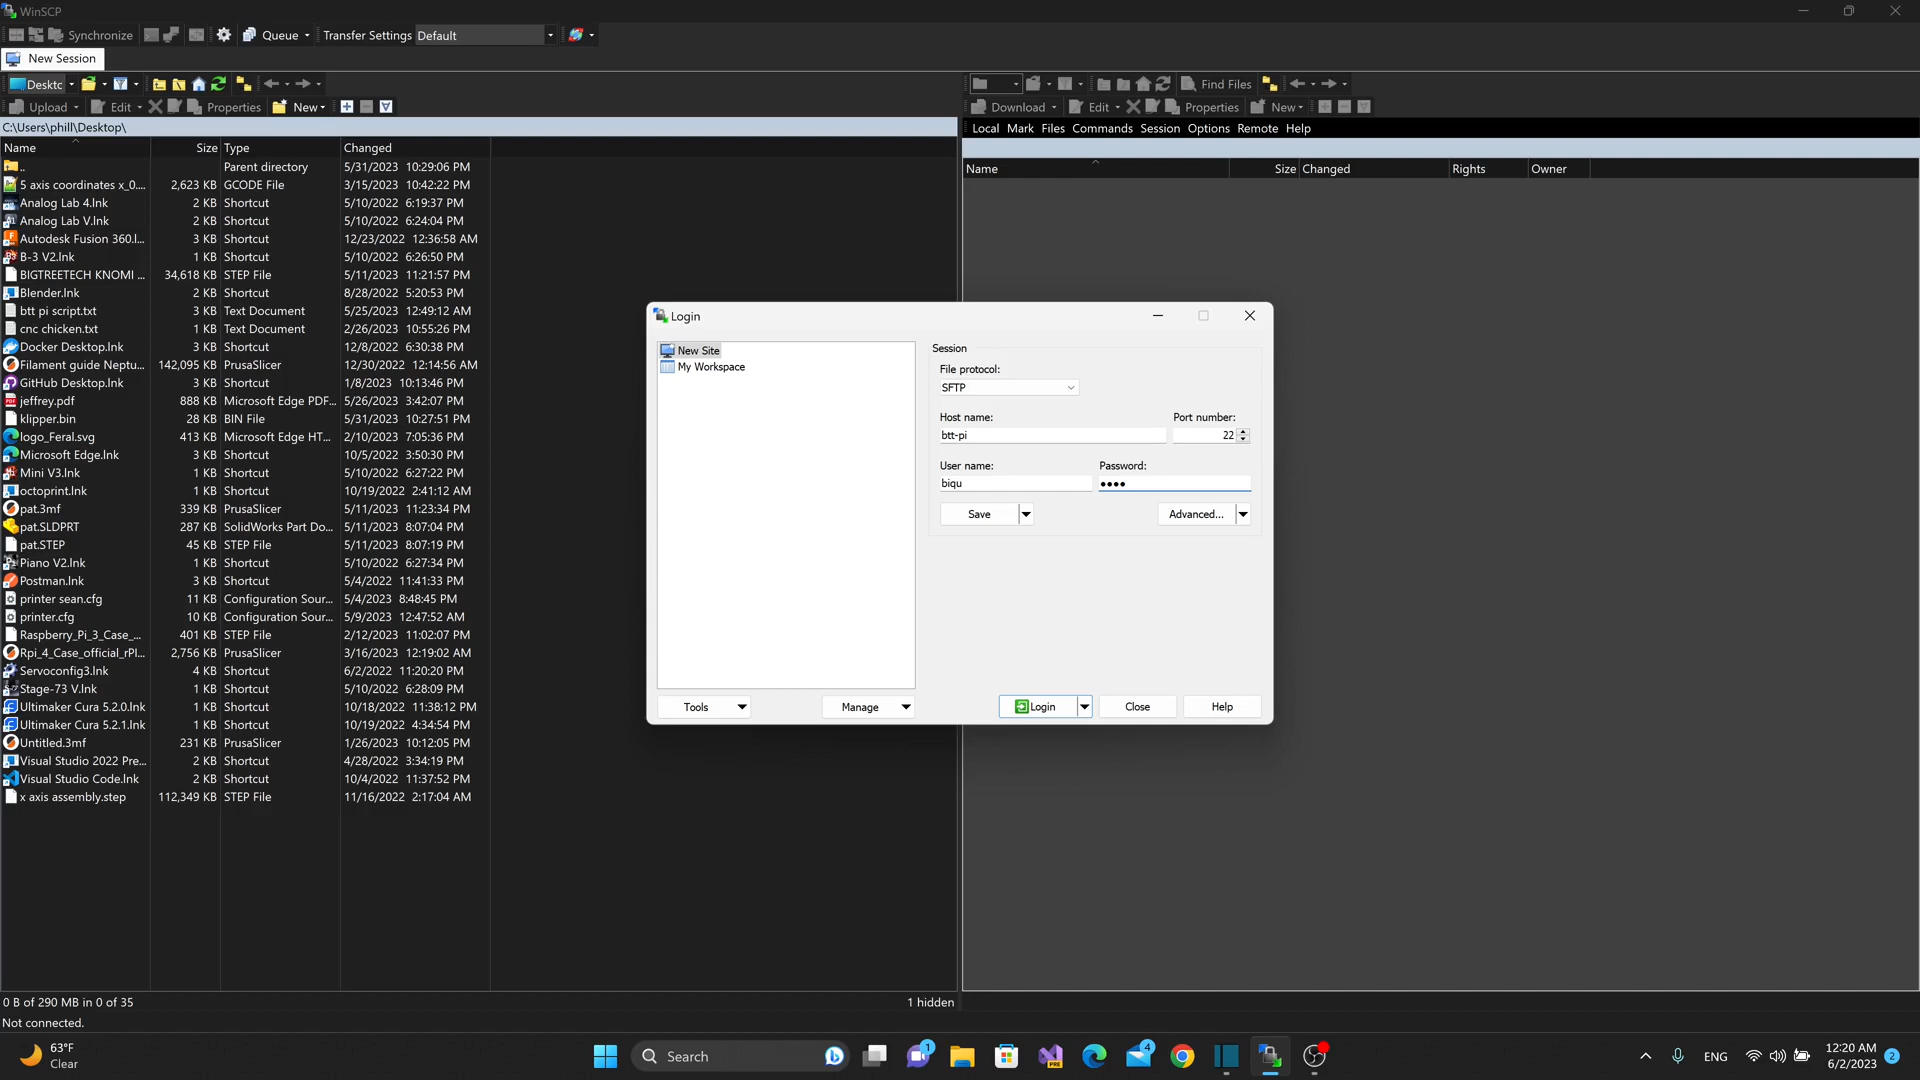 WinSCP
Synchronize Queue Transfer Settings Default
New Session
Desktc Find Files
Upload Edit Properties New Download Edit Properties New
C:\Users\phill\Desktop\
Local Mark Files Commands Session Options Remote Help
Name Size Type Changed
Name Size Changed Rights Owner
.. Parent directory 5/31/2023 10:29:06 PM
5 axis coordinates x_0.... 2,623 KB GCODE File 3/15/2023 10:42:22 PM
Analog Lab 4.lnk 2 KB Shortcut 5/10/2022 6:19:37 PM
Analog Lab V.lnk 2 KB Shortcut 5/10/2022 6:24:04 PM
Autodesk Fusion 360.l... 3 KB Shortcut 12/23/2022 12:36:58 AM
B-3 V2.lnk 1 KB Shortcut 5/10/2022 6:26:50 PM
BIGTREETECH KNOMI ... 34,618 KB STEP File 5/11/2023 11:21:57 PM
Blender.lnk 2 KB Shortcut 8/28/2022 5:20:53 PM
btt pi script.txt 3 KB Text Document 5/25/2023 12:49:12 AM
cnc chicken.txt 1 KB Text Document 2/26/2023 10:55:26 PM
Docker Desktop.lnk 3 KB Shortcut 12/8/2022 6:30:38 PM
Filament guide Neptu... 142,095 KB PrusaSlicer 12/30/2022 12:14:56 AM
GitHub Desktop.lnk 3 KB Shortcut 1/8/2023 10:13:46 PM
jeffrey.pdf 888 KB Microsoft Edge PDF... 5/26/2023 3:42:07 PM
klipper.bin 28 KB BIN File 5/31/2023 10:27:51 PM
logo_Feral.svg 413 KB Microsoft Edge HT... 2/10/2023 7:05:36 PM
Microsoft Edge.lnk 3 KB Shortcut 10/5/2022 3:50:30 PM
Mini V3.lnk 1 KB Shortcut 5/10/2022 6:27:22 PM
octoprint.lnk 1 KB Shortcut 10/19/2022 2:41:12 AM
pat.3mf 339 KB PrusaSlicer 5/11/2023 11:23:34 PM
pat.SLDPRT 287 KB SolidWorks Part Do... 5/11/2023 8:07:04 PM
pat.STEP 45 KB STEP File 5/11/2023 8:07:19 PM
Piano V2.lnk 1 KB Shortcut 5/10/2022 6:27:34 PM
Postman.lnk 3 KB Shortcut 5/4/2022 11:41:33 PM
printer sean.cfg 11 KB Configuration Sour... 5/4/2023 8:48:45 PM
printer.cfg 10 KB Configuration Sour... 5/9/2023 12:47:52 AM
Raspberry_Pi_3_Case_... 401 KB STEP File 2/12/2023 11:02:07 PM
Rpi_4_Case_official_rPI... 2,756 KB PrusaSlicer 3/16/2023 12:19:02 AM
Servoconfig3.lnk 4 KB Shortcut 6/2/2022 11:20:20 PM
Stage-73 V.lnk 1 KB Shortcut 5/10/2022 6:28:09 PM
Ultimaker Cura 5.2.0.lnk 1 KB Shortcut 10/18/2022 11:38:12 PM
Ultimaker Cura 5.2.1.lnk 1 KB Shortcut 10/19/2022 4:34:54 PM
Untitled.3mf 231 KB PrusaSlicer 1/26/2023 10:12:05 PM
Visual Studio 2022 Pre... 2 KB Shortcut 4/28/2022 3:34:19 PM
Visual Studio Code.lnk 2 KB Shortcut 10/4/2022 11:37:52 PM
x axis assembly.step 112,349 KB STEP File 11/16/2022 2:17:04 AM
Login
New Site
My Workspace
Session
File protocol:
SFTP
Host name: Port number:
btt-pi 22
User name: Password:
biqu ••••
Save Advanced...
Tools Manage Login Close Help
0 B of 290 MB in 0 of 35 1 hidden
Not connected.
63°F
Clear
Search
1
PRE
4
ENG
12:20 AM
6/2/2023
2